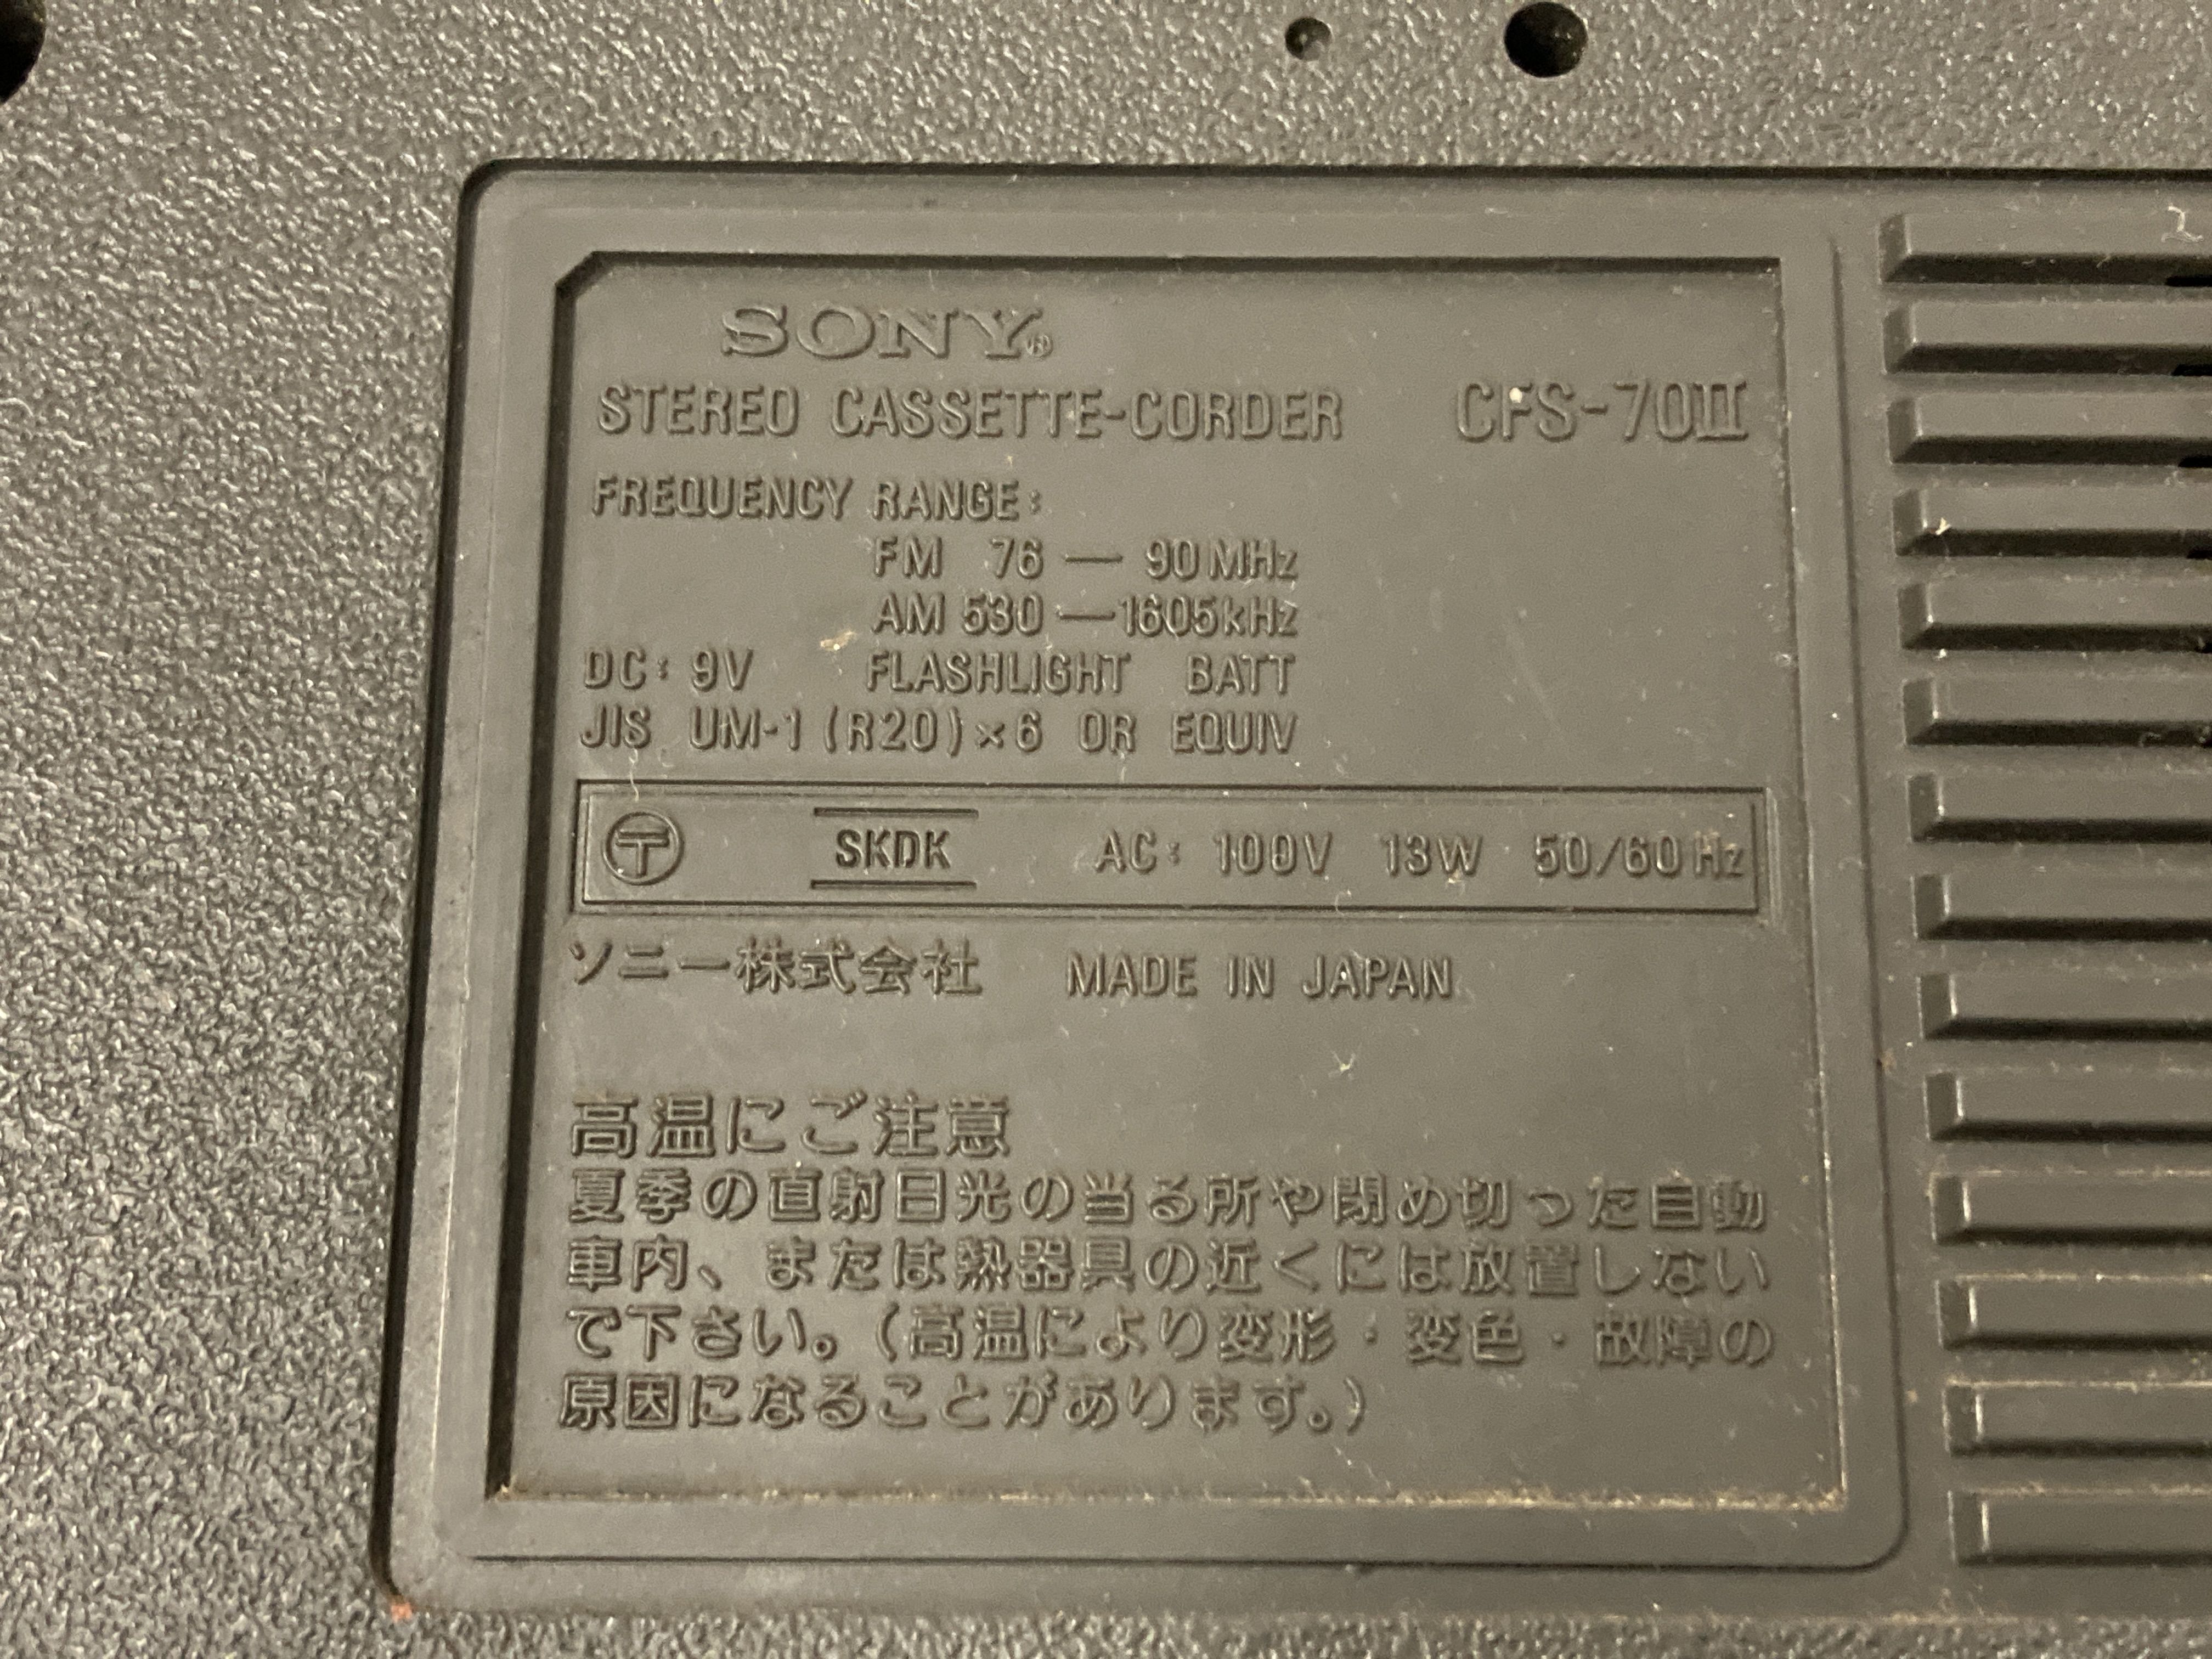 SONY®
STEREO CASSETTE-CORDER CFS-70II
FREQUENCY RANGE:
FM 76 — 90 MHz
AM 530 — 1605 kHz
DC: 9V FLASHLIGHT BATT
JIS UM-1 (R20) × 6 OR EQUIV
〶 SKDK AC: 100V 13W 50/60 Hz
ソニー株式会社 MADE IN JAPAN
高温にご注意
夏季の直射日光の当る所や閉め切った自動
車内、または熱器具の近くには放置しない
で下さい。(高温により変形・変色・故障の
原因になることがあります。)